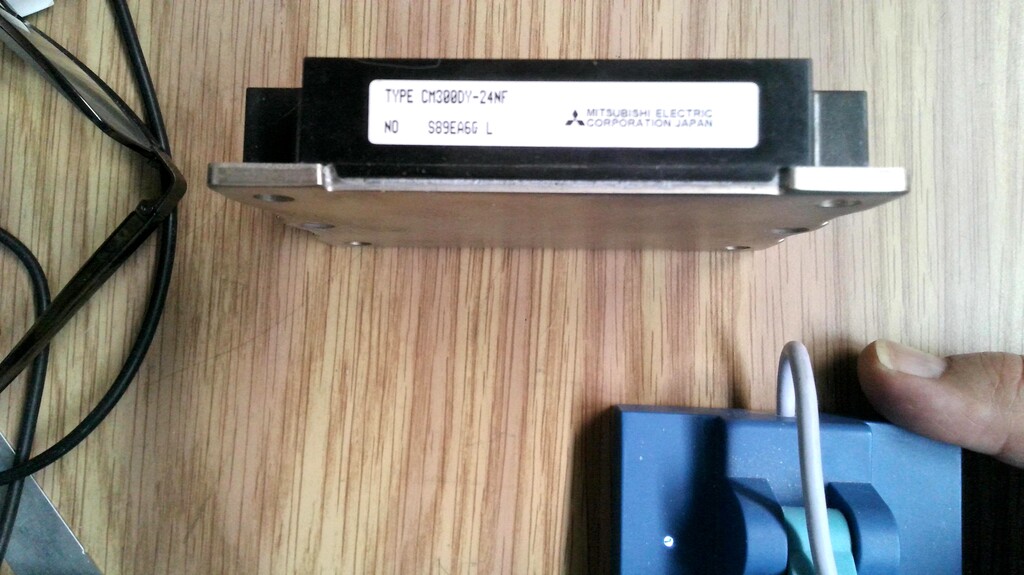 TYPE CM300DY-24NF
NO S89EA6G L
MITSUBISHI ELECTRIC
CORPORATION JAPAN